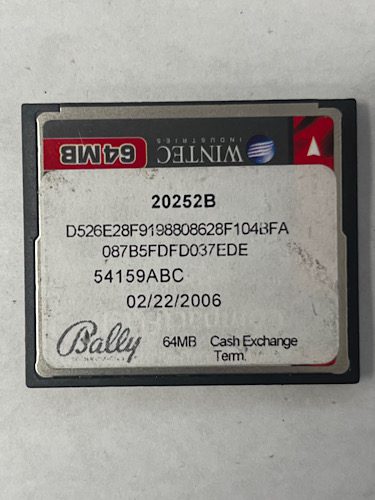 WINTEC
INDUSTRIES
64MB
20252B
D526E28F9198808628F104BFA
087B5FDFD037EDE
54159ABC
02/22/2006
Bally
64MB Cash Exchange
Term.